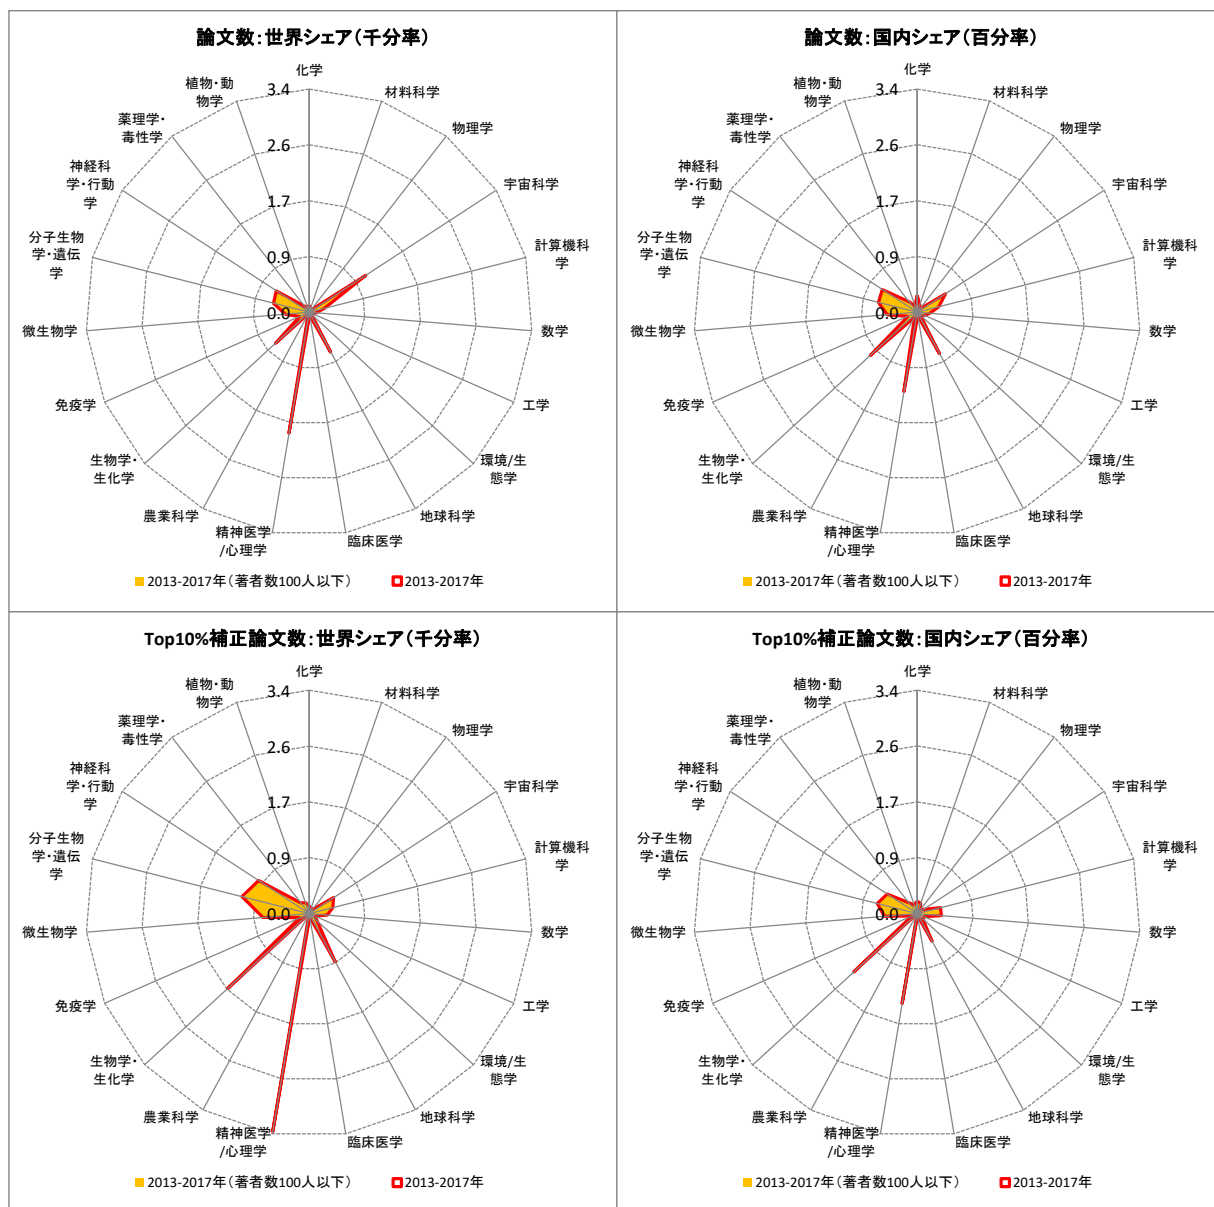 論文数：世界シェア（千分率）
化学
材料科学
物理学
宇宙科学
計算機科
学
数学
工学
環境/生
態学
地球科学
臨床医学
精神医学
/心理学
農業科学
生物学・
生化学
免疫学
微生物学
分子生物
学・遺伝
学
神経科
学・行動
学
薬理学・
毒性学
植物・動
物学
3.4
2.6
1.7
0.9
0.0
2013-2017年（著者数100人以下）
2013-2017年
論文数：国内シェア（百分率）
化学
材料科学
物理学
宇宙科学
計算機科
学
数学
工学
環境/生
態学
地球科学
臨床医学
精神医学
/心理学
農業科学
生物学・
生化学
免疫学
微生物学
分子生物
学・遺伝
学
神経科
学・行動
学
薬理学・
毒性学
植物・動
物学
3.4
2.6
1.7
0.9
0.0
2013-2017年（著者数100人以下）
2013-2017年
Top10%補正論文数：世界シェア（千分率）
化学
材料科学
物理学
宇宙科学
計算機科
学
数学
工学
環境/生
態学
地球科学
臨床医学
精神医学
/心理学
農業科学
生物学・
生化学
免疫学
微生物学
分子生物
学・遺伝
学
神経科
学・行動
学
薬理学・
毒性学
植物・動
物学
3.4
2.6
1.7
0.9
0.0
2013-2017年（著者数100人以下）
2013-2017年
Top10%補正論文数：国内シェア（百分率）
化学
材料科学
物理学
宇宙科学
計算機科
学
数学
工学
環境/生
態学
地球科学
臨床医学
精神医学
/心理学
農業科学
生物学・
生化学
免疫学
微生物学
分子生物
学・遺伝
学
神経科
学・行動
学
薬理学・
毒性学
植物・動
物学
3.4
2.6
1.7
0.9
0.0
2013-2017年（著者数100人以下）
2013-2017年